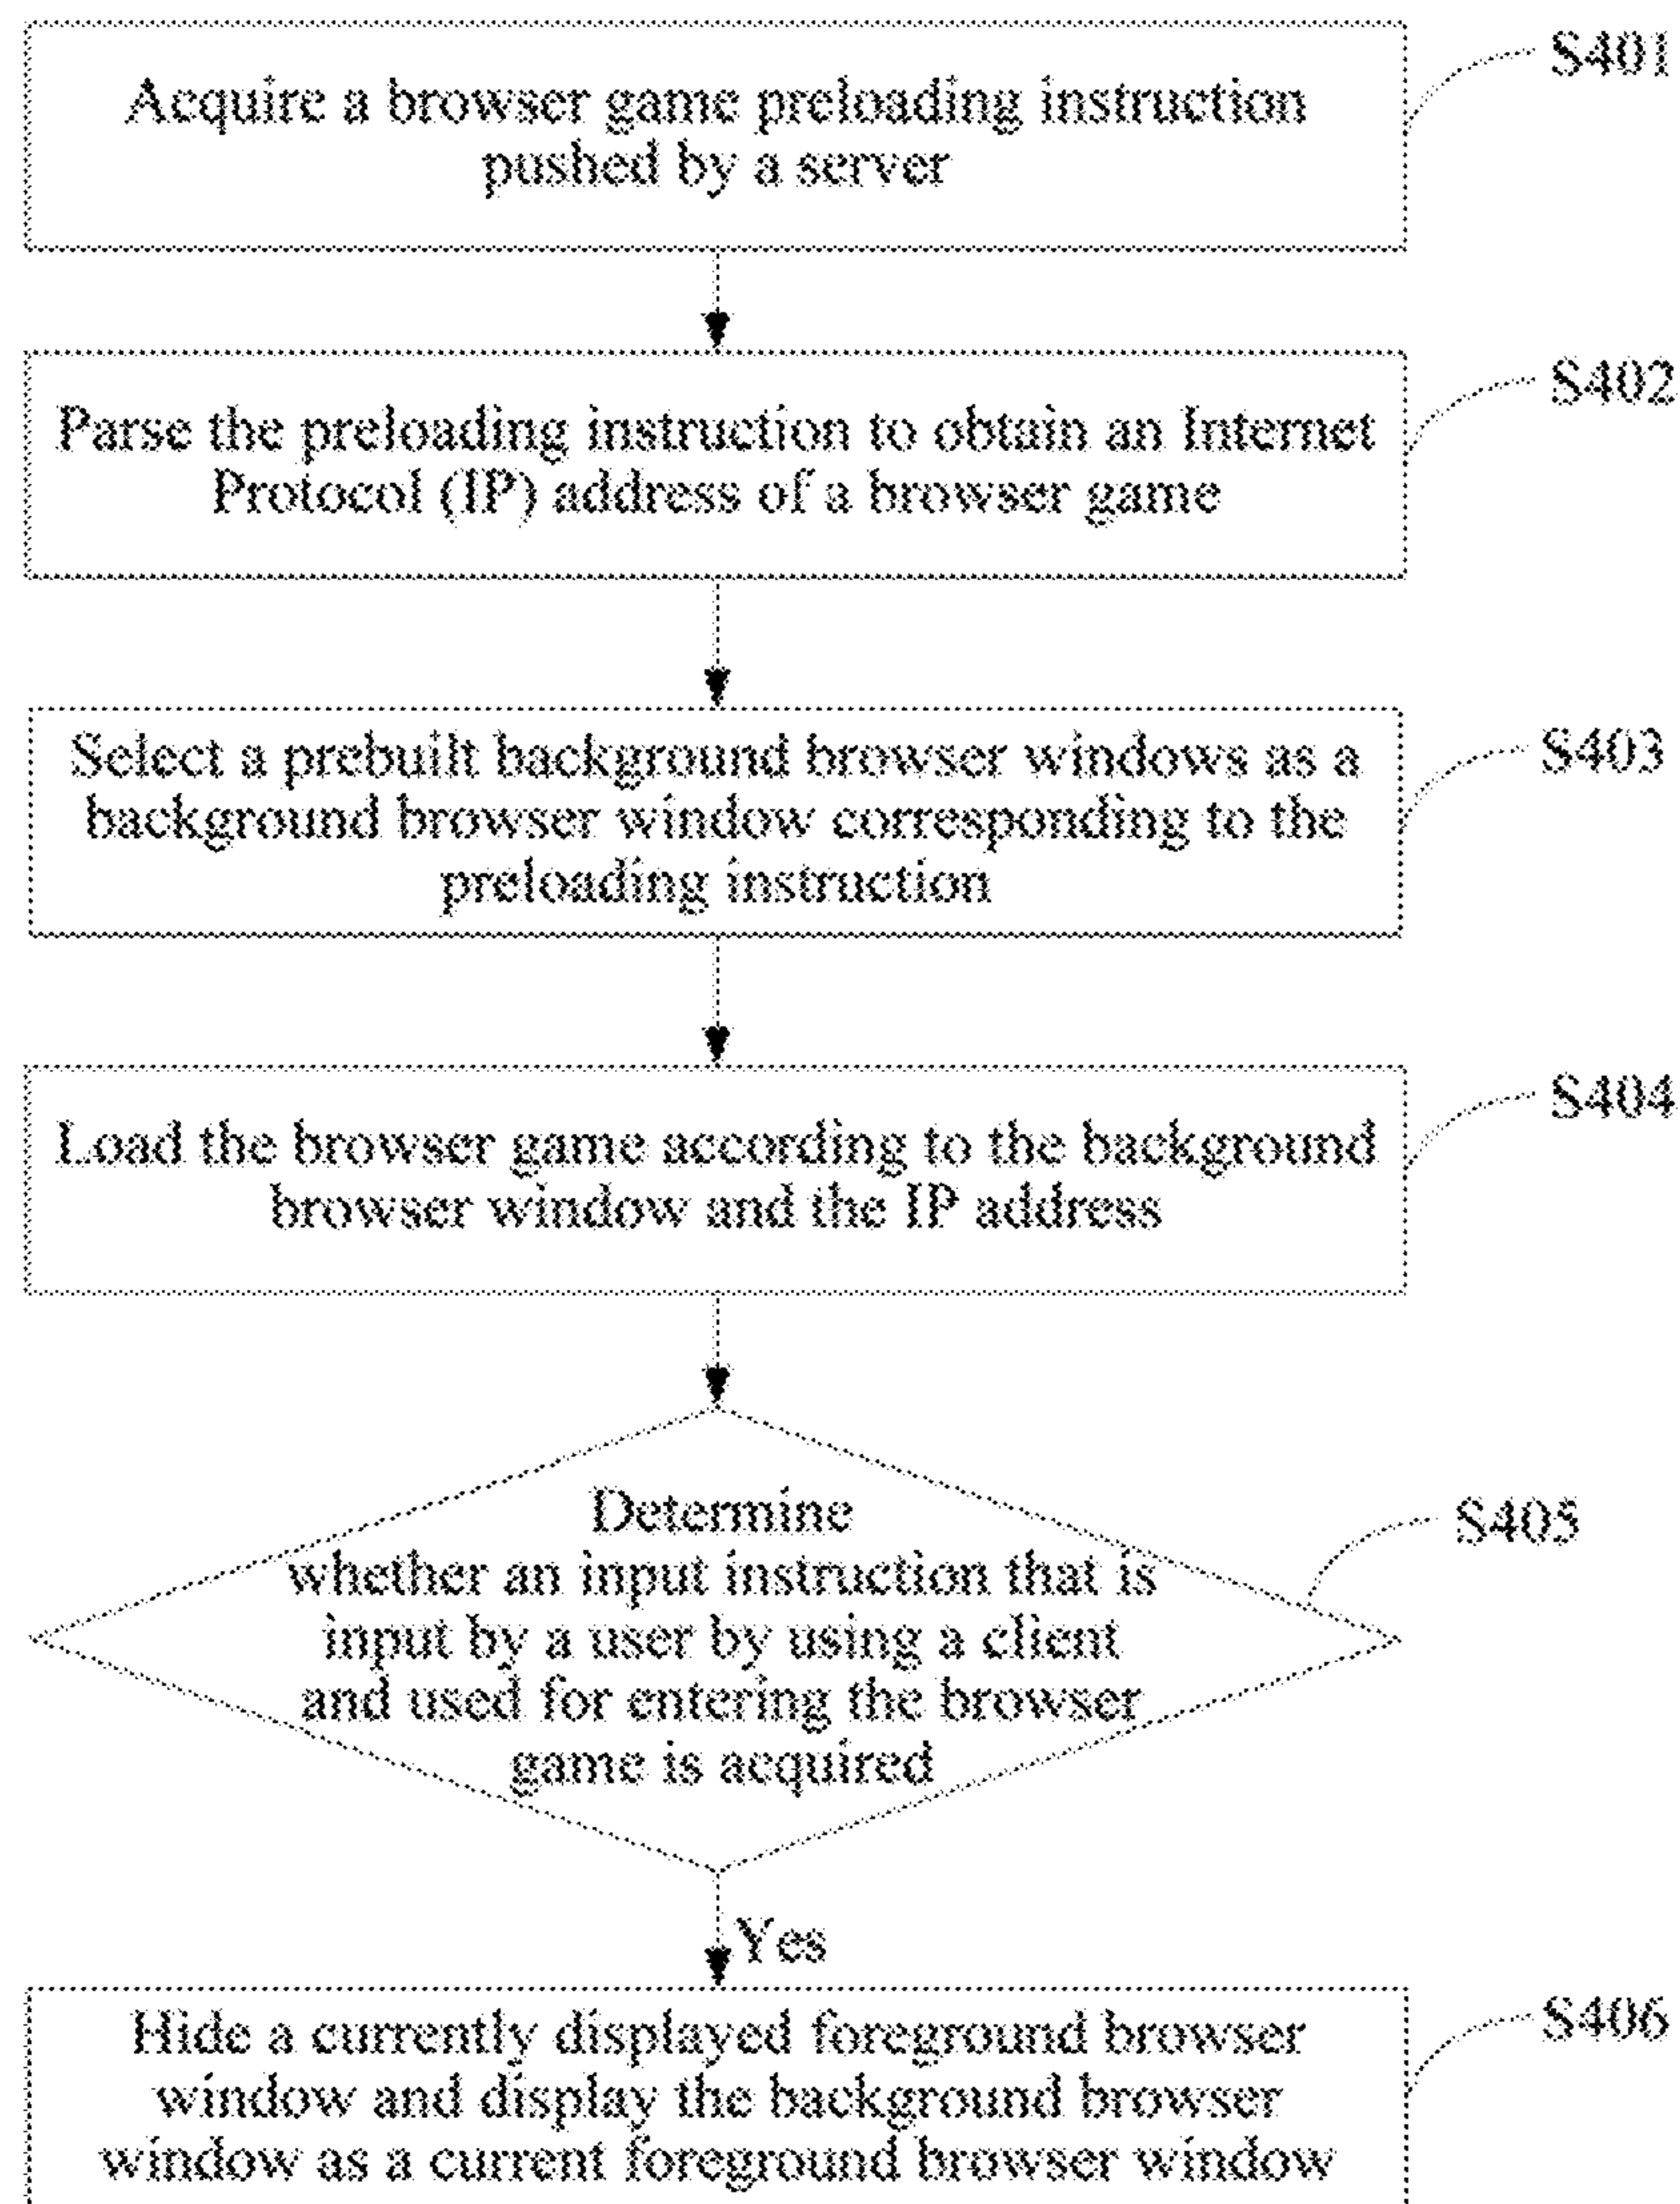 Acquire a browser game preloading instruction
pushed by a server
S401
Parse the preloading instruction to obtain an Internet
Protocol (IP) address of a browser game
S402
Select a prebuilt background browser windows as a
background browser window corresponding to the
preloading instruction
S403
Load the browser game according to the background
browser window and the IP address
S404
Determine
whether an input instruction that is
input by a user by using a client
and used for entering the browser
game is acquired
S405
Yes
Hide a currently displayed foreground browser
window and display the background browser
window as a current foreground browser window
S406